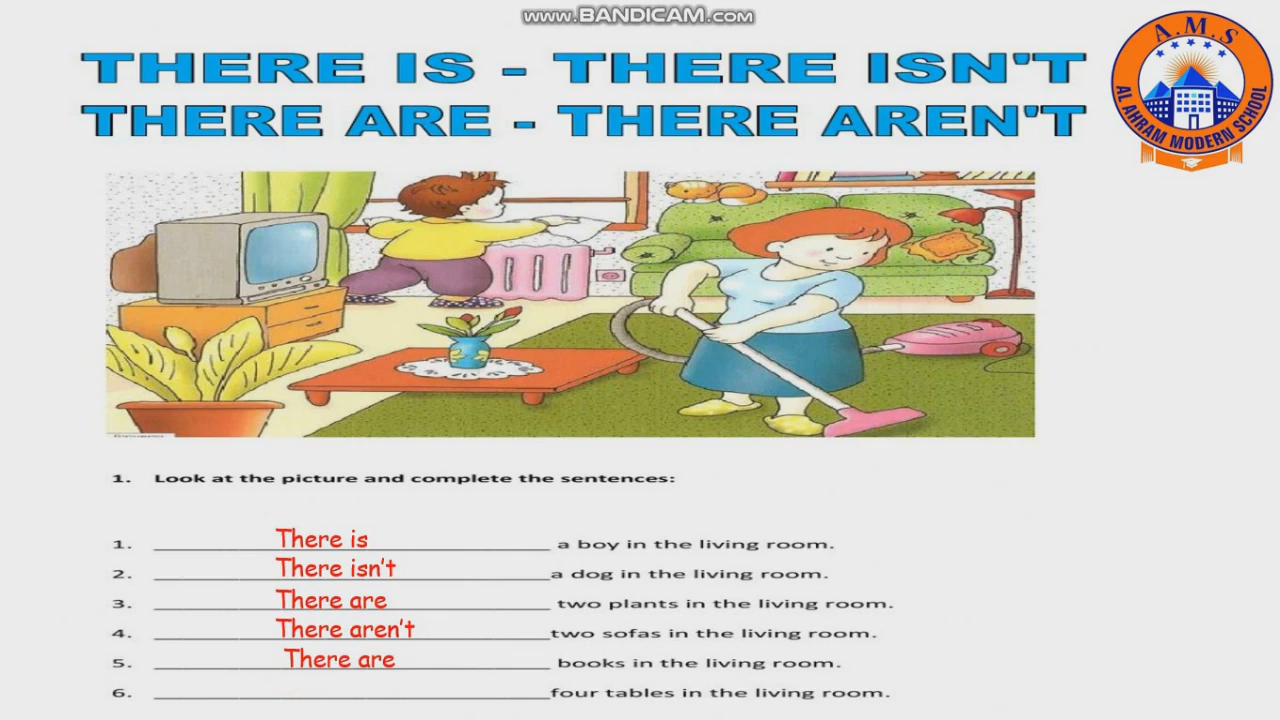 www.BANDICAM.com
THERE IS - THERE ISN'T
THERE ARE - THERE AREN'T
A.M.S
AL AHRAM MODERN SCHOOL
1. Look at the picture and complete the sentences:
1. There is a boy in the living room.
2. There isn't a dog in the living room.
3. There are two plants in the living room.
4. There aren't two sofas in the living room.
5. There are books in the living room.
6. ______________________________ four tables in the living room.